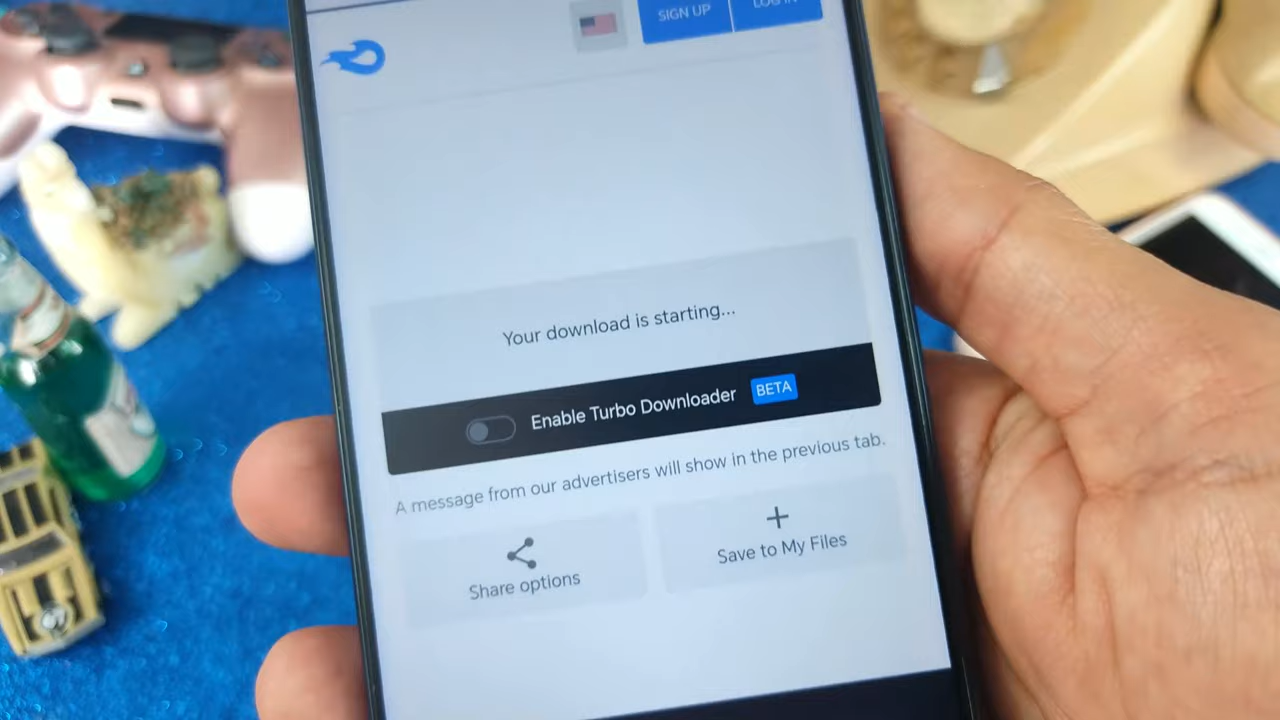 SIGN UP
LOG IN
Your download is starting...
Enable Turbo Downloader BETA
A message from our advertisers will show in the previous tab.
Share options
Save to My Files